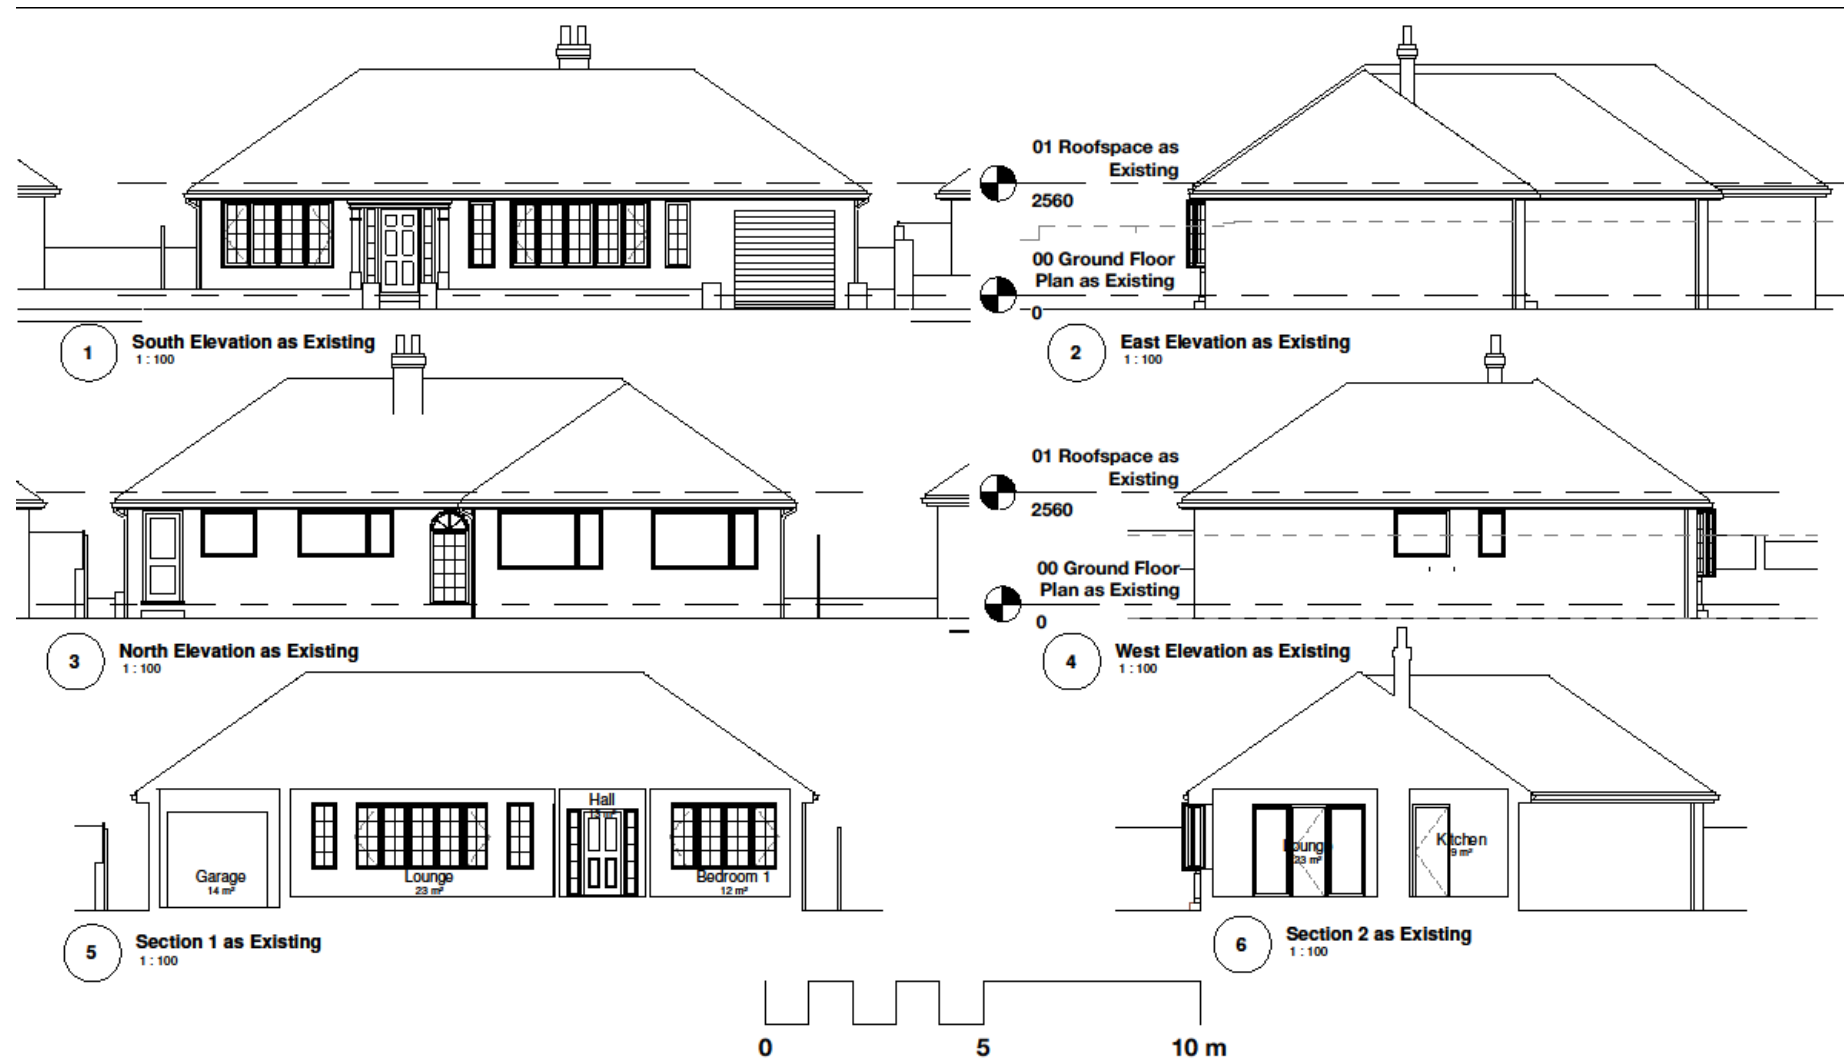 01 Roofspace as
Existing
2560
00 Ground Floor
Plan as Existing
0
1
South Elevation as Existing
1 : 100
2
East Elevation as Existing
1 : 100
01 Roofspace as
Existing
2560
00 Ground Floor
Plan as Existing
0
3
North Elevation as Existing
1 : 100
4
West Elevation as Existing
1 : 100
Hall
13 m²
Garage
14 m²
Lounge
23 m²
Bedroom 1
12 m²
Lounge
23 m²
Kitchen
9 m²
5
Section 1 as Existing
1 : 100
6
Section 2 as Existing
1 : 100
0
5
10 m